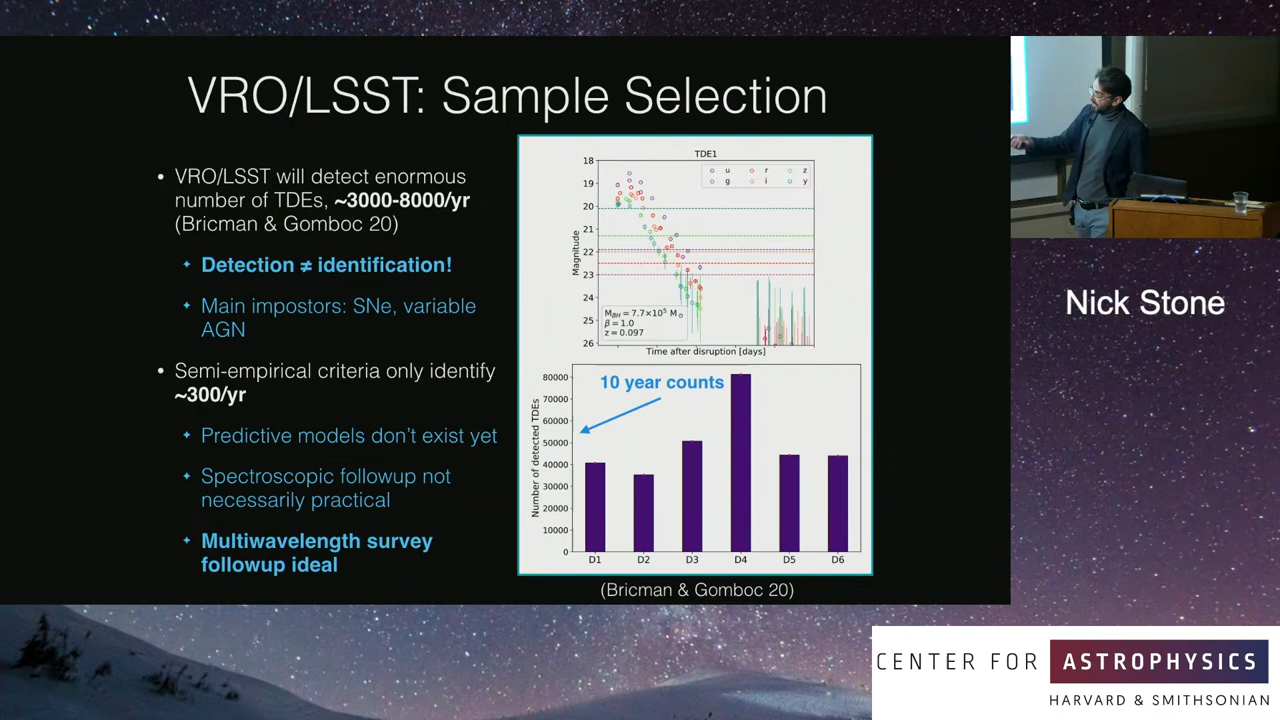 VRO/LSST: Sample Selection
• VRO/LSST will detect enormous
number of TDEs, ~3000-8000/yr
(Bricman & Gomboc 20)
Detection ≠ identification!
Main impostors: SNe, variable
AGN
• Semi-empirical criteria only identify
~300/yr
Predictive models don't exist yet
Spectroscopic followup not
necessarily practical
Multiwavelength survey
followup ideal
TDE1
u r z
g i y
18
19
20
21
22
23
24
25
26
Magnitude
M_BH = 7.7×10⁵ M_⊙
β = 1.0
z = 0.097
Time after disruption [days]
10 year counts
80000
70000
60000
50000
40000
30000
20000
10000
0
Number of detected TDEs
D1 D2 D3 D4 D5 D6
(Bricman & Gomboc 20)
Nick Stone
CENTER FOR ASTROPHYSICS
HARVARD & SMITHSONIAN